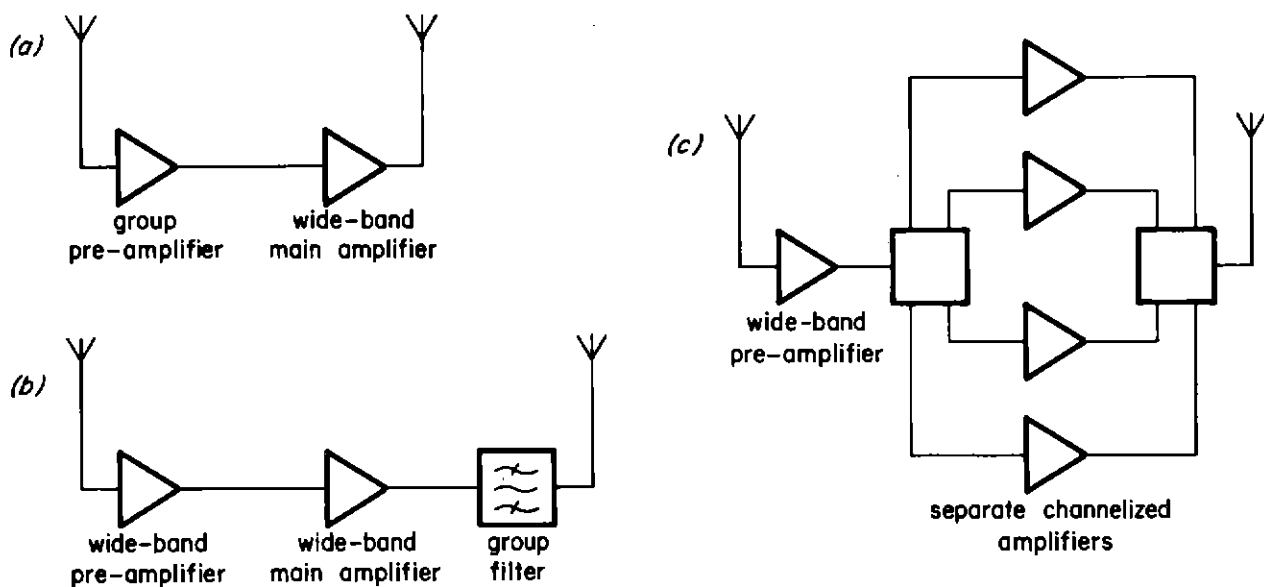 (a)
group
pre-amplifier
wide-band
main amplifier
(b)
wide-band
pre-amplifier
wide-band
main amplifier
group
filter
(c)
wide-band
pre-amplifier
separate channelized
amplifiers